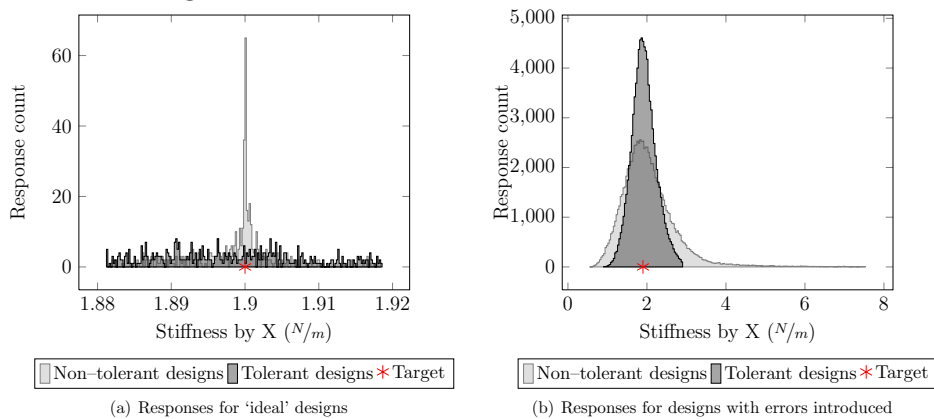 Response count
60
40
20
0
1.88
1.89
1.9
1.91
1.92
Stiffness by X (N/m)
Non–tolerant designs
Tolerant designs
Target
(a) Responses for ‘ideal’ designs
Response count
5,000
4,000
3,000
2,000
1,000
0
0
2
4
6
8
Stiffness by X (N/m)
Non–tolerant designs
Tolerant designs
Target
(b) Responses for designs with errors introduced